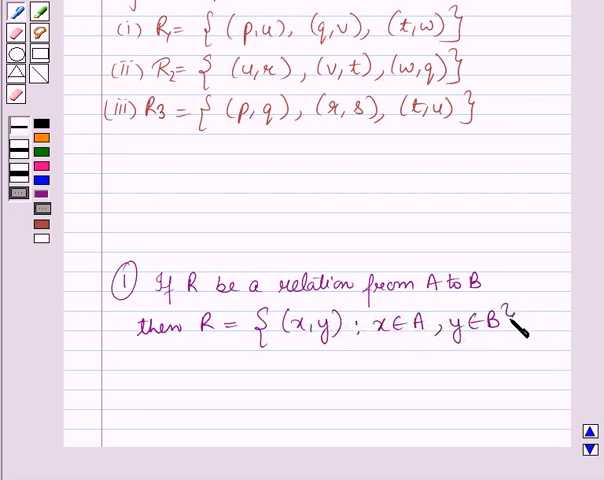 (i) R₁ = { (p,u), (q,v), (t,w) }
(ii) R₂ = { (u,r), (v,t), (w,q) }
(iii) R3 = { (p,q), (r,s), (t,u) }
① If R be a relation from A to B
then R = { (x,y) : x ∈ A, y ∈ B